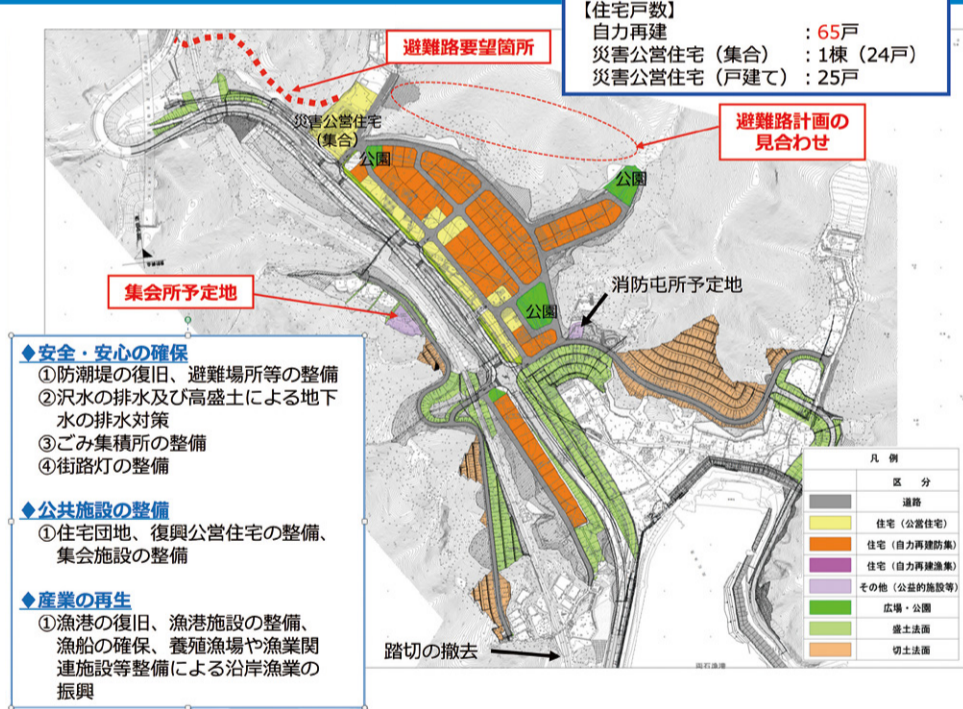 【住宅戸数】
自力再建 ：65戸
災害公営住宅（集合） ：1棟（24戸）
災害公営住宅（戸建て）：25戸
避難路要望箇所
災害公営住宅
(集合)
避難路計画の
見合わせ
公園
公園
集会所予定地
消防屯所予定地
公園
◆安全・安心の確保
①防潮堤の復旧、避難場所等の整備
②沢水の排水及び高盛土による地下
水の排水対策
③ごみ集積所の整備
④街路灯の整備
◆公共施設の整備
①住宅団地、復興公営住宅の整備、
集会施設の整備
◆産業の再生
①漁港の復旧、漁港施設の整備、
漁船の確保、養殖漁場や漁業関
連施設等整備による沿岸漁業の
振興
踏切の撤去
凡 例
区 分
道路
住宅（公営住宅）
住宅（自力再建防集）
住宅（自力再建漁集）
その他（公益的施設等）
広場・公園
盛土法面
切土法面